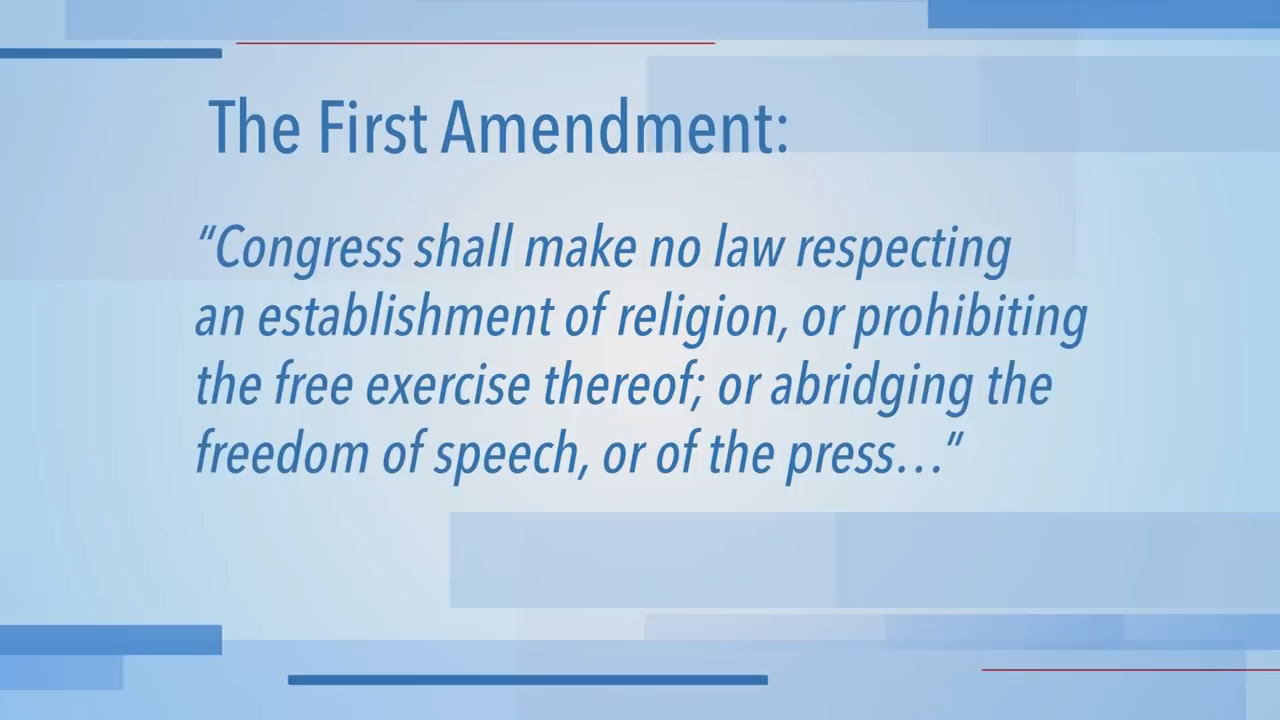 The First Amendment:
“Congress shall make no law respecting
an establishment of religion, or prohibiting
the free exercise thereof; or abridging the
freedom of speech, or of the press…”